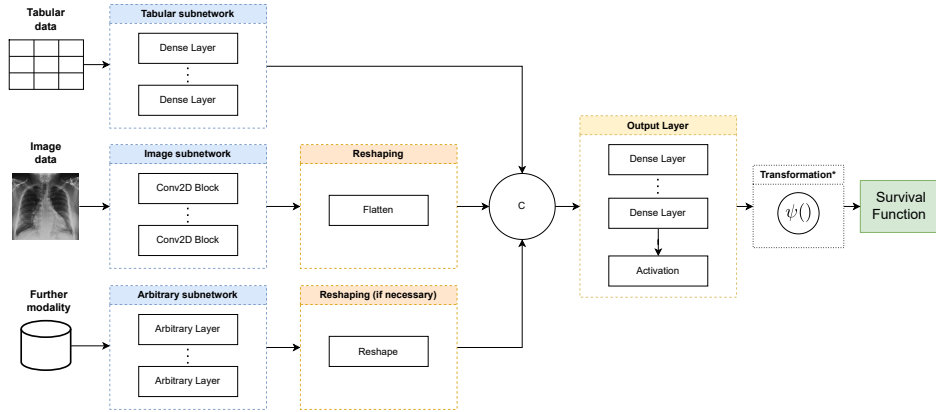 Tabular
data
Tabular subnetwork
Dense Layer
Dense Layer
Image
data
Image subnetwork
Conv2D Block
Conv2D Block
Reshaping
Flatten
Further
modality
Arbitrary subnetwork
Arbitrary Layer
Arbitrary Layer
Reshaping (if necessary)
Reshape
C
Output Layer
Dense Layer
Dense Layer
Activation
Transformation*
ψ()
Survival
Function